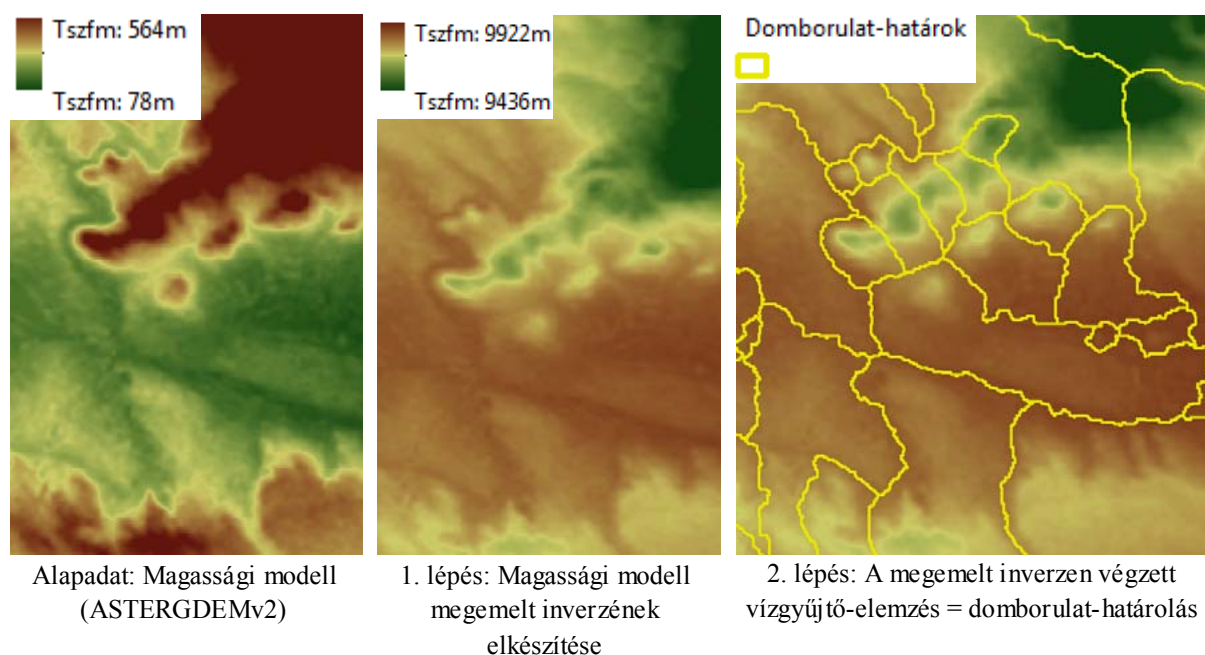 Tszfm: 564m
Tszfm: 78m
Tszfm: 9922m
Tszfm: 9436m
Domborulat-határok
Alapadat: Magassági modell
(ASTERGDEMv2)
1. lépés: Magassági modell
megemelt inverzének
elkészítése
2. lépés: A megemelt inverzen végzett
vízgyűjtő-elemzés = domborulat-határolás